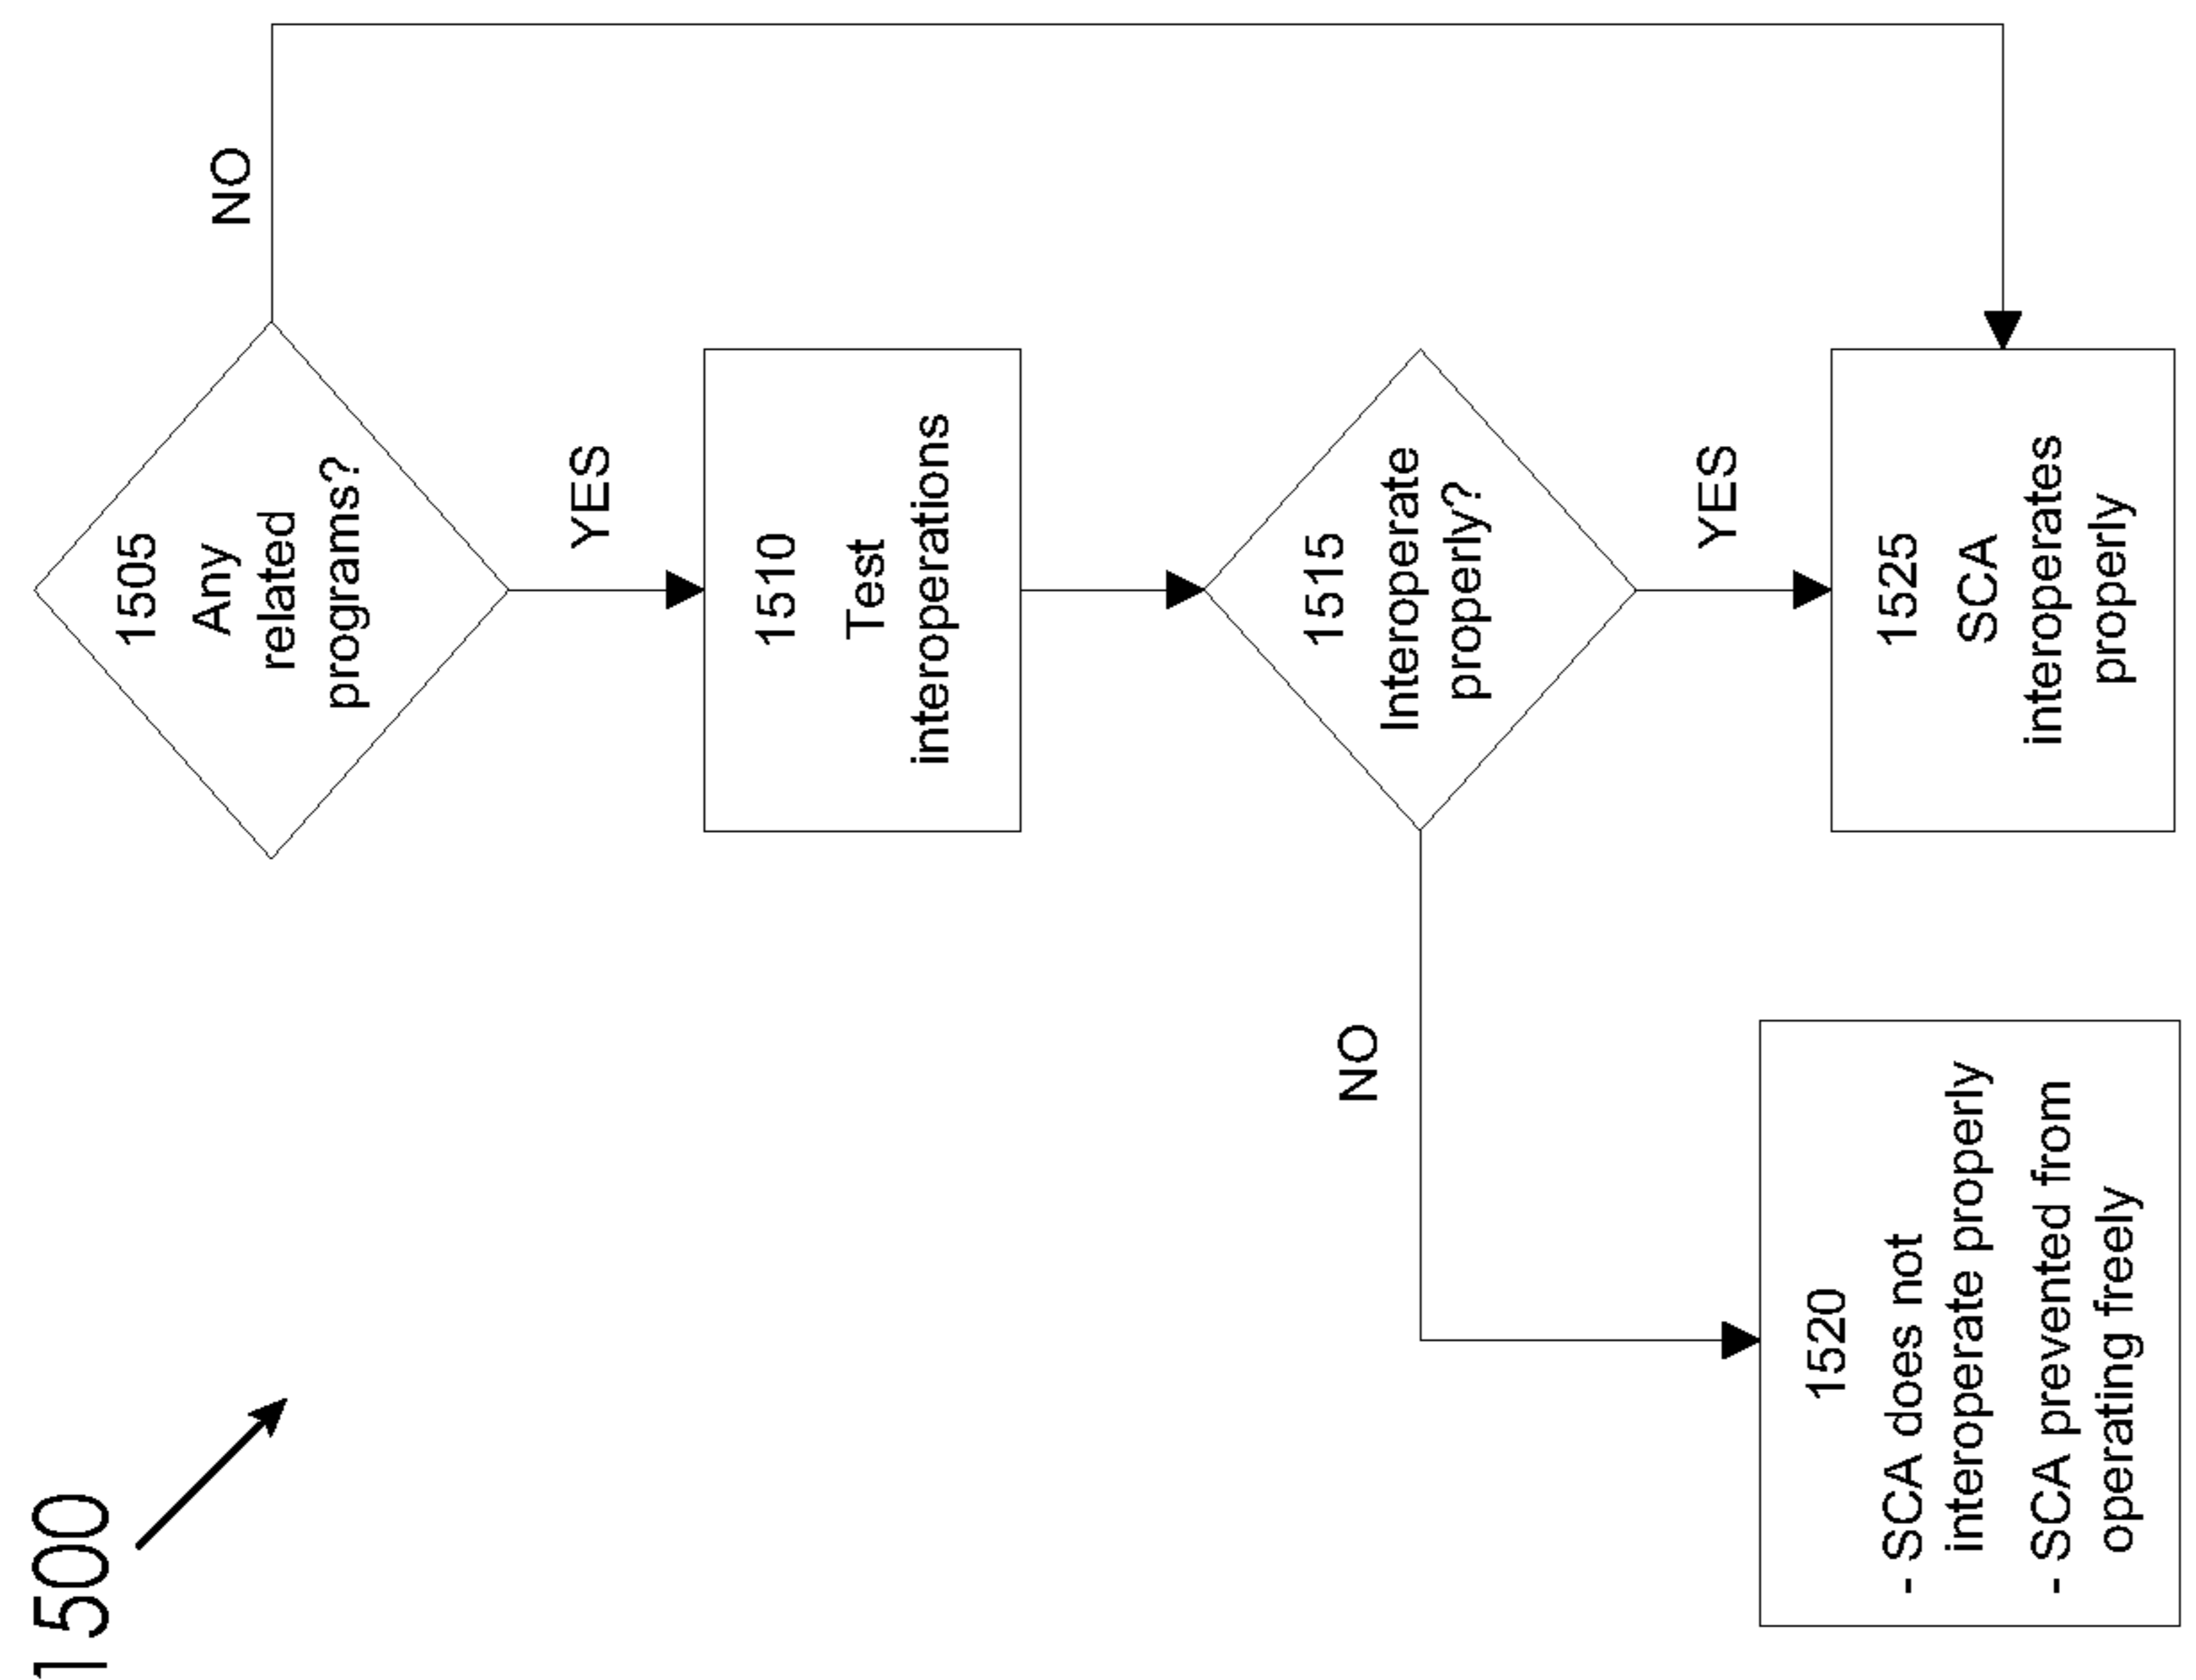 1500
1505
Any
related
programs?
NO
YES
1510
Test
interoperations
1515
Interoperate
properly?
NO
YES
1520
- SCA does not
interoperate properly
- SCA prevented from
operating freely
1525
SCA
interoperates
properly